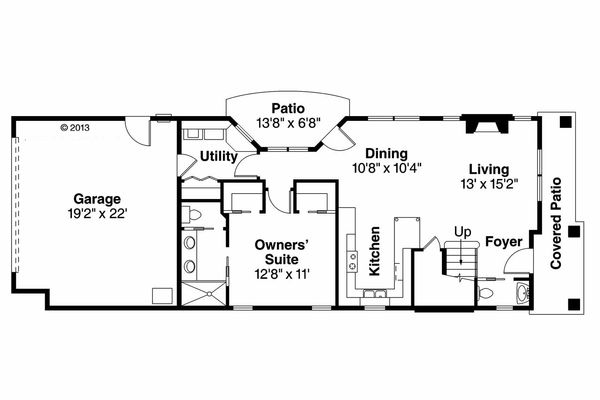 © 2013
Patio
13'8" x 6'8"
Utility
Dining
10'8" x 10'4"
Living
13' x 15'2"
Garage
19'2" x 22'
Owners'
Suite
12'8" x 11'
Kitchen
Up
Foyer
Covered Patio